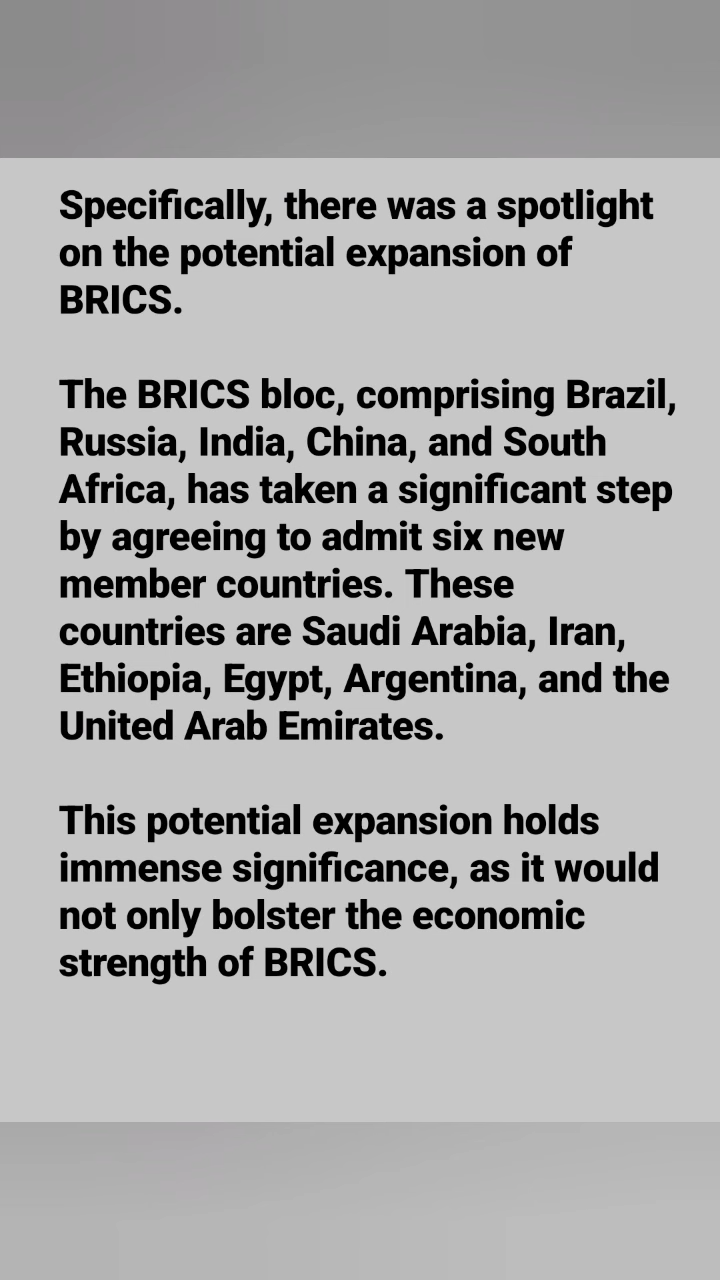 Specifically, there was a spotlight
on the potential expansion of
BRICS.
The BRICS bloc, comprising Brazil,
Russia, India, China, and South
Africa, has taken a significant step
by agreeing to admit six new
member countries. These
countries are Saudi Arabia, Iran,
Ethiopia, Egypt, Argentina, and the
United Arab Emirates.
This potential expansion holds
immense significance, as it would
not only bolster the economic
strength of BRICS.